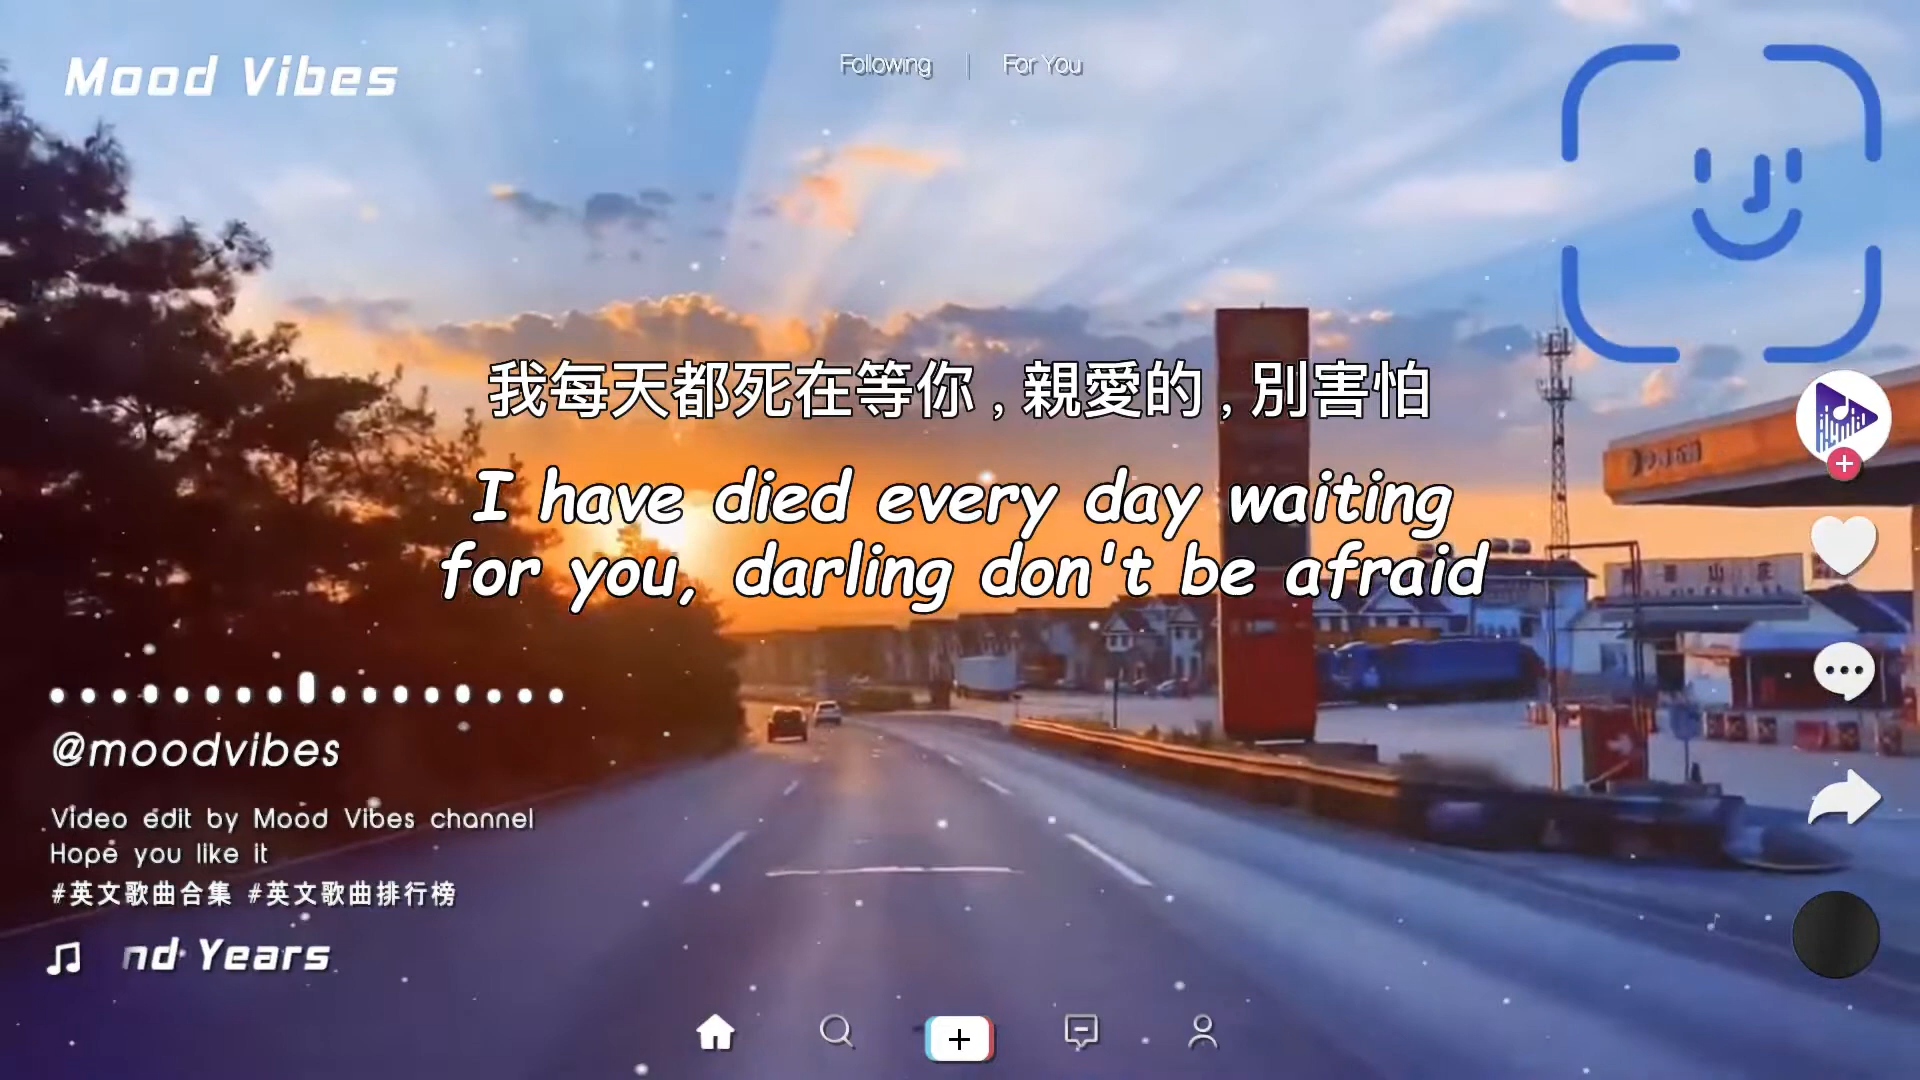 Mood Vibes
Following | For You
我每天都死在等你 , 親愛的 , 別害怕
I have died every day waiting
for you, darling don't be afraid
@moodvibes
Video edit by Mood Vibes channel
Hope you like it
#英文歌曲合集 #英文歌曲排行榜
nd Years